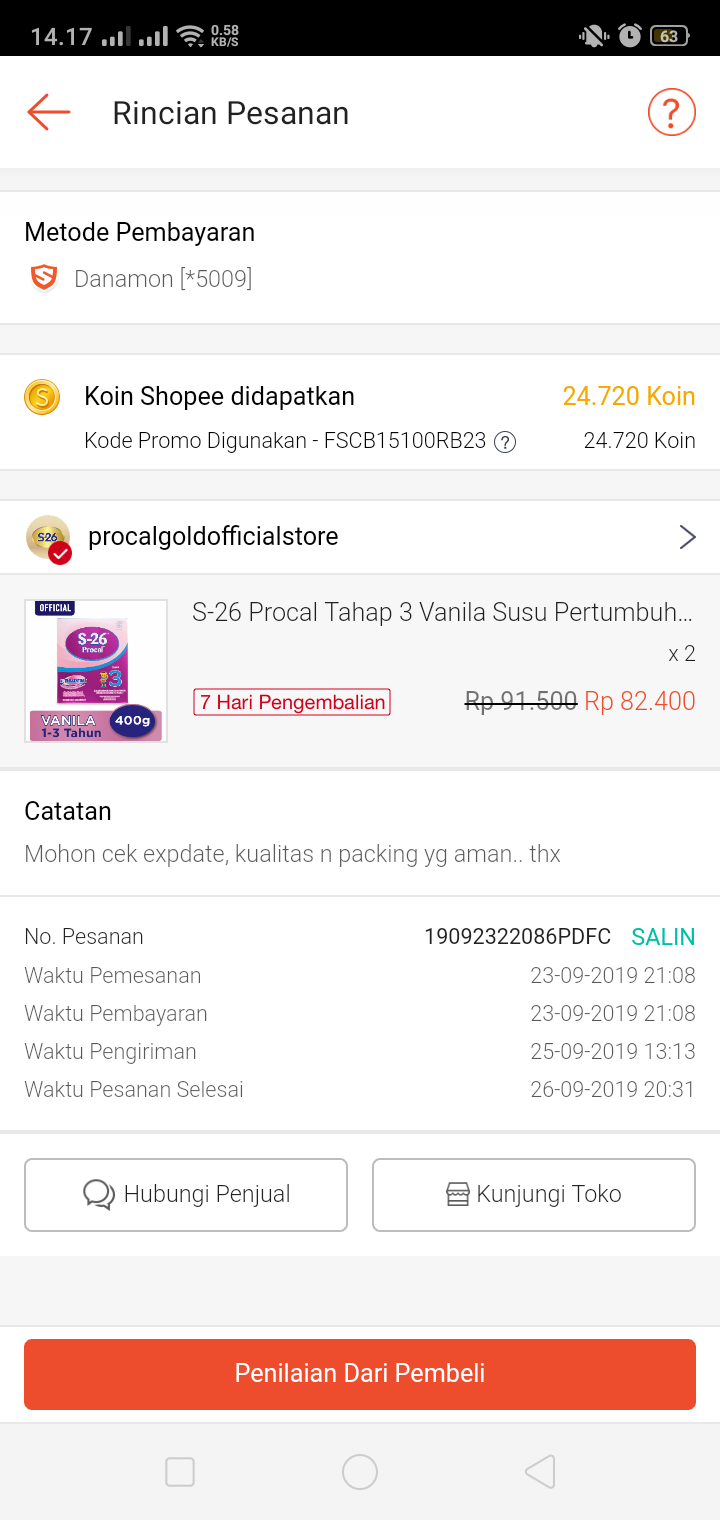 14.17 0.58 KB/S 63
Rincian Pesanan ?
Metode Pembayaran
Danamon [*5009]
S Koin Shopee didapatkan 24.720 Koin
Kode Promo Digunakan - FSCB15100RB23 ? 24.720 Koin
S-26 procalgoldofficialstore
OFFICIAL
S-26
Procal
3
VANILA 400g
1-3 Tahun
S-26 Procal Tahap 3 Vanila Susu Pertumbuh...
x 2
7 Hari Pengembalian Rp 91.500 Rp 82.400
Catatan
Mohon cek expdate, kualitas n packing yg aman.. thx
No. Pesanan 19092322086PDFC SALIN
Waktu Pemesanan 23-09-2019 21:08
Waktu Pembayaran 23-09-2019 21:08
Waktu Pengiriman 25-09-2019 13:13
Waktu Pesanan Selesai 26-09-2019 20:31
Hubungi Penjual Kunjungi Toko
Penilaian Dari Pembeli